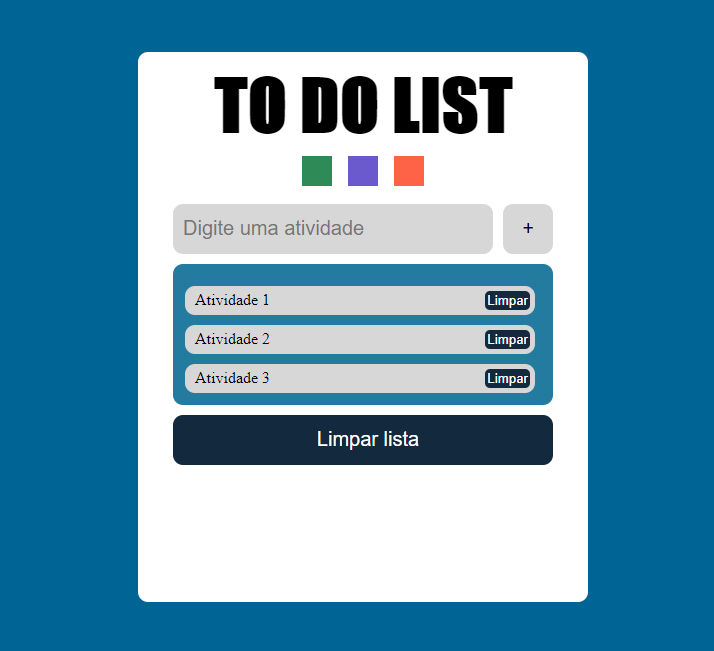 TO DO LIST
Digite uma atividade +
Atividade 1 Limpar
Atividade 2 Limpar
Atividade 3 Limpar
Limpar lista